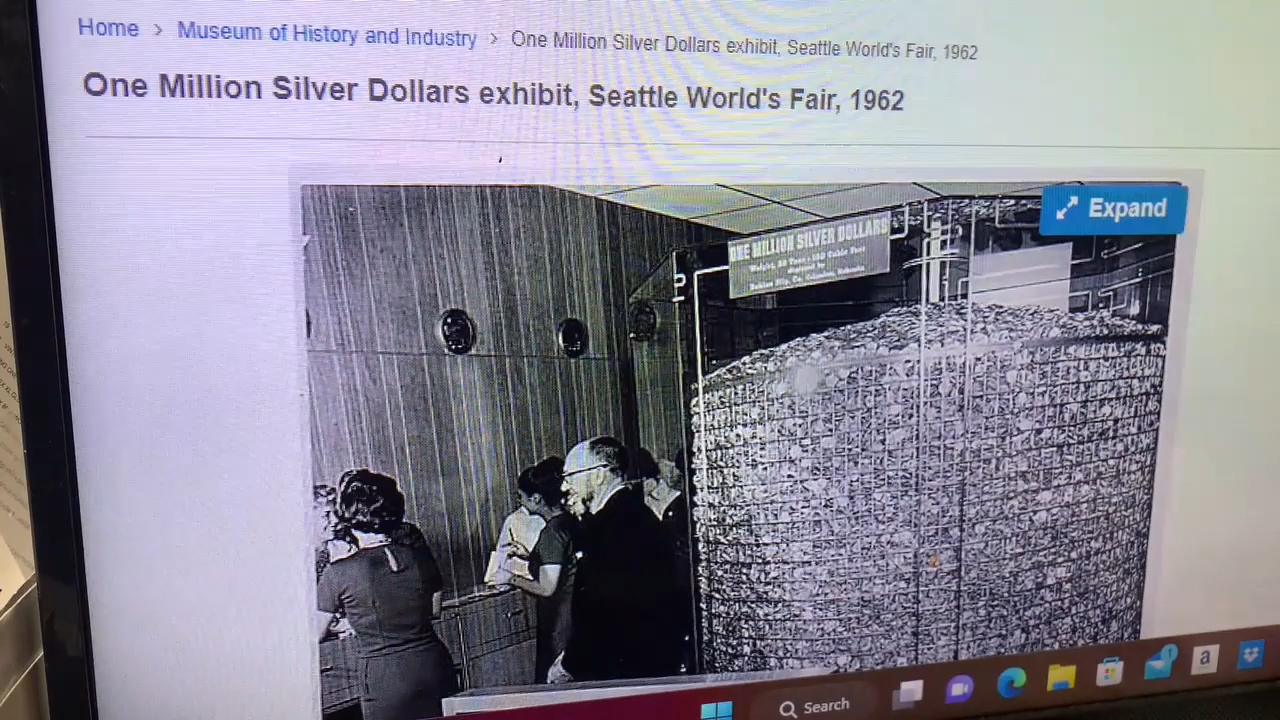 Home > Museum of History and Industry > One Million Silver Dollars exhibit, Seattle World's Fair, 1962
One Million Silver Dollars exhibit, Seattle World's Fair, 1962
Expand
ONE MILLION SILVER DOLLARS
Search
a